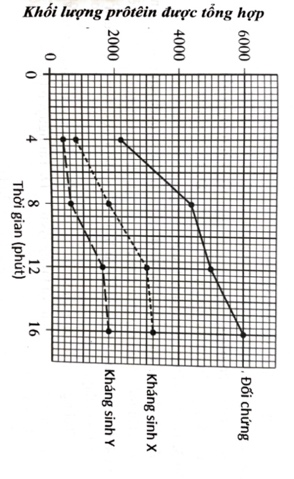 Khối lượng prôtêin được tổng hợp
0
2000
4000
6000
0
4
8
12
16
Thời gian (phút)
Đối chứng
Kháng sinh X
Kháng sinh Y